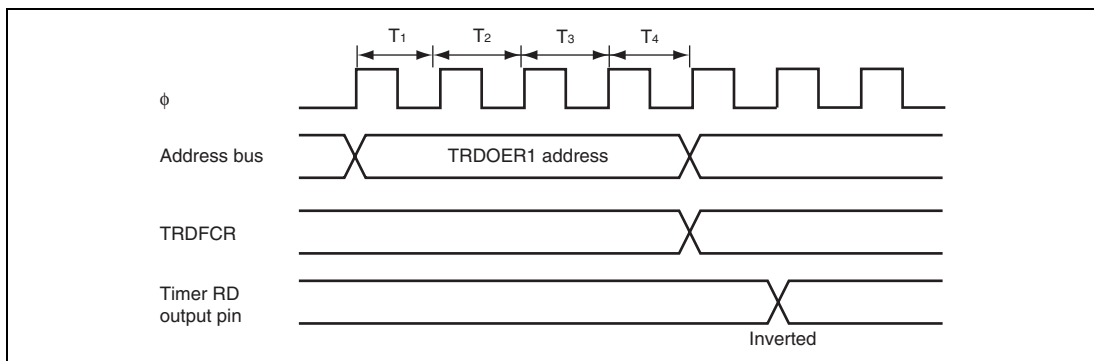 T1 T2 T3 T4
ϕ
Address bus
TRDOER1 address
TRDFCR
Timer RD
output pin
Inverted